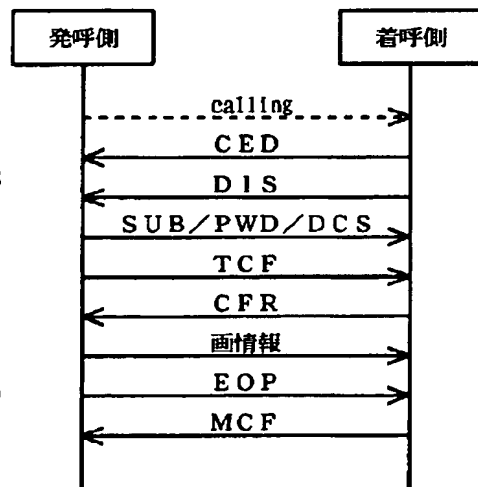 発呼側
着呼側
calling
CED
DIS
SUB/PWD/DCS
TCF
CFR
画情報
EOP
MCF